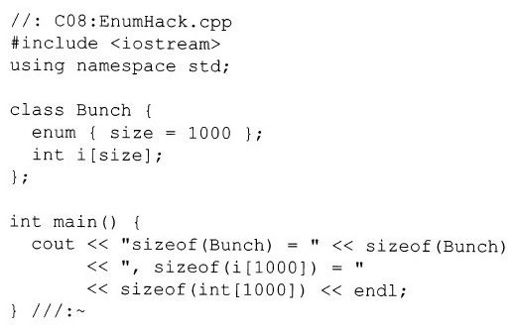 //: C08:EnumHack.cpp
#include <iostream>
using namespace std;

class Bunch {
  enum { size = 1000 };
  int i[size];
};

int main() {
  cout << "sizeof(Bunch) = " << sizeof(Bunch)
       << ", sizeof(i[1000]) = "
       << sizeof(int[1000]) << endl;
} ///:~